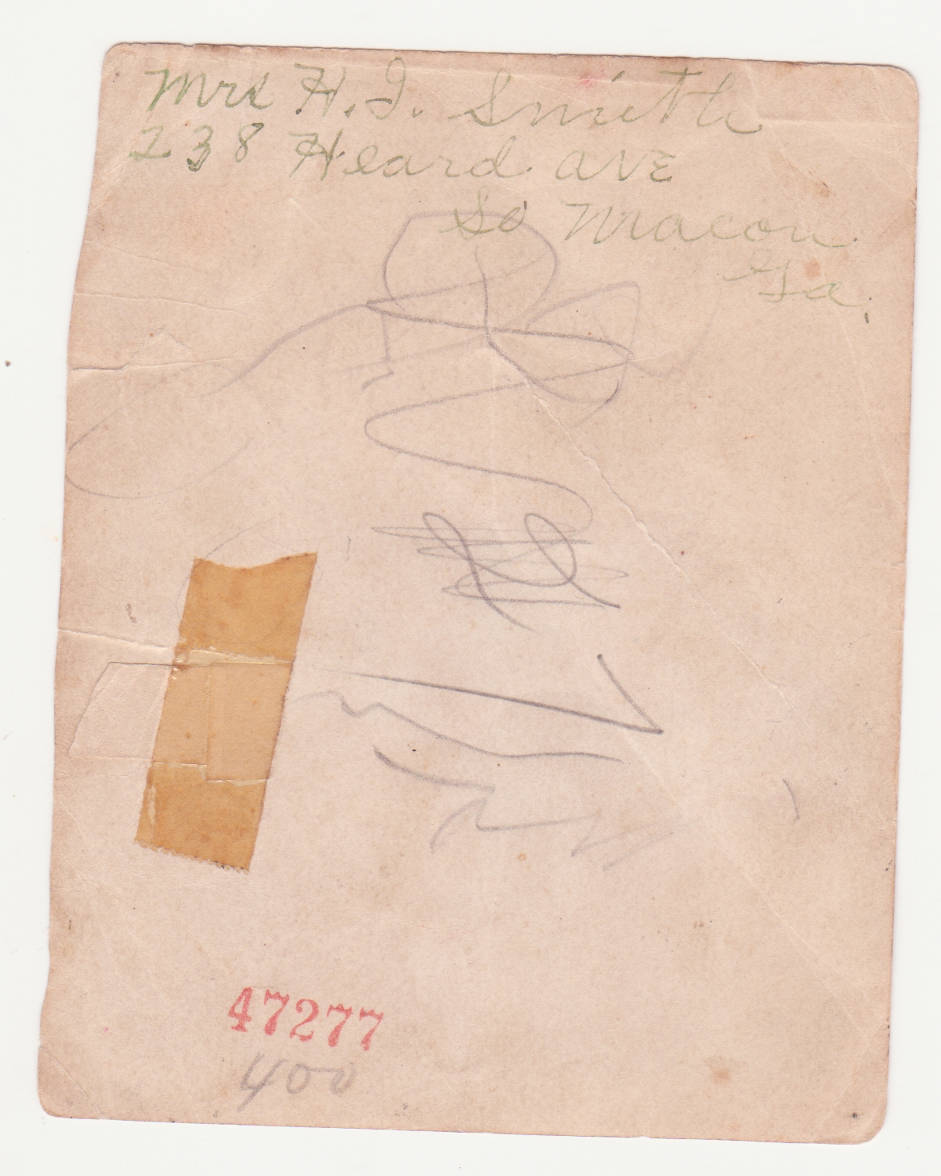 Mrs H. I. Smith
238 Heard ave
So Macon
Ga.
47277
400